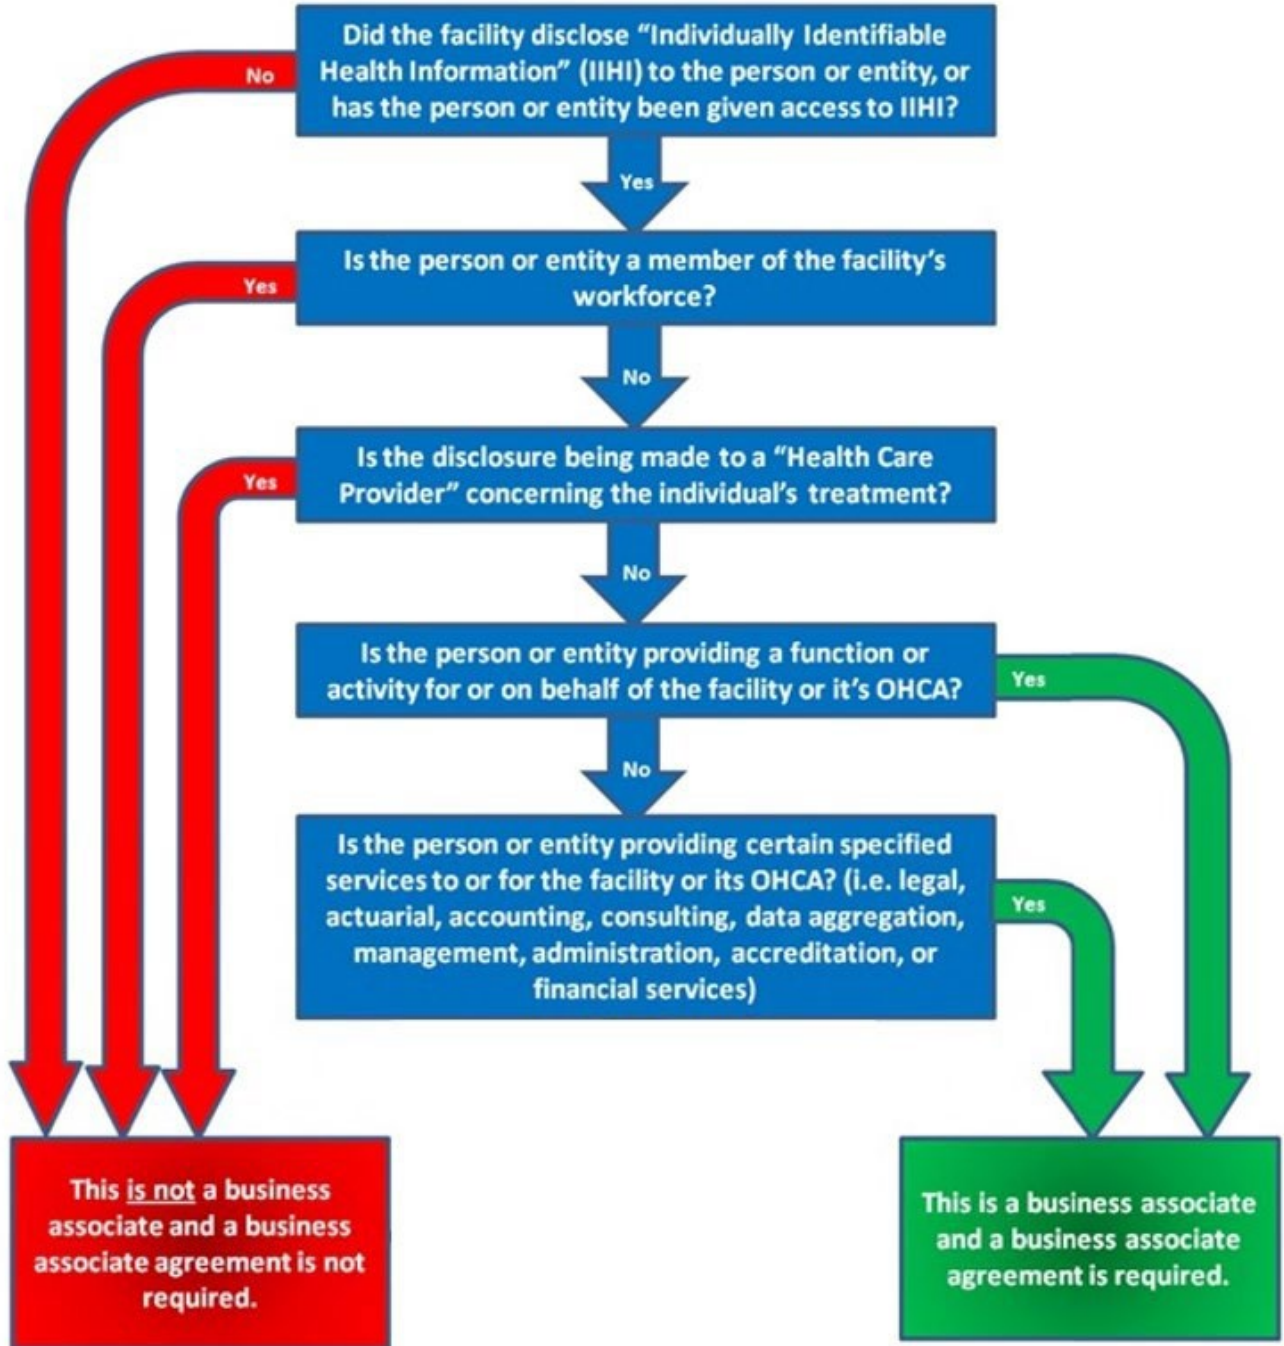 Did the facility disclose “Individually Identifiable
Health Information” (IIHI) to the person or entity, or
has the person or entity been given access to IIHI?
No
Yes
Is the person or entity a member of the facility’s
workforce?
Yes
No
Is the disclosure being made to a “Health Care
Provider” concerning the individual’s treatment?
Yes
No
Is the person or entity providing a function or
activity for or on behalf of the facility or it’s OHCA?
Yes
No
Is the person or entity providing certain specified
services to or for the facility or its OHCA? (i.e. legal,
actuarial, accounting, consulting, data aggregation,
management, administration, accreditation, or
financial services)
Yes
This is not a business
associate and a business
associate agreement is not
required.
This is a business associate
and a business associate
agreement is required.